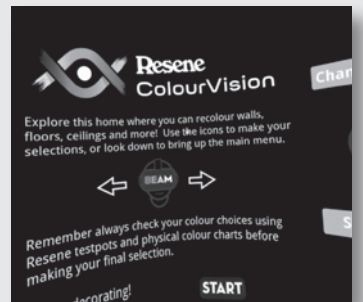 Resene
ColourVision
Explore this home where you can recolour walls,
floors, ceilings and more! Use the icons to make your
selections, or look down to bring up the main menu.
BEAM
Remember always check your colour choices using
Resene testpots and physical colour charts before
making your final selection.
decorating!
START